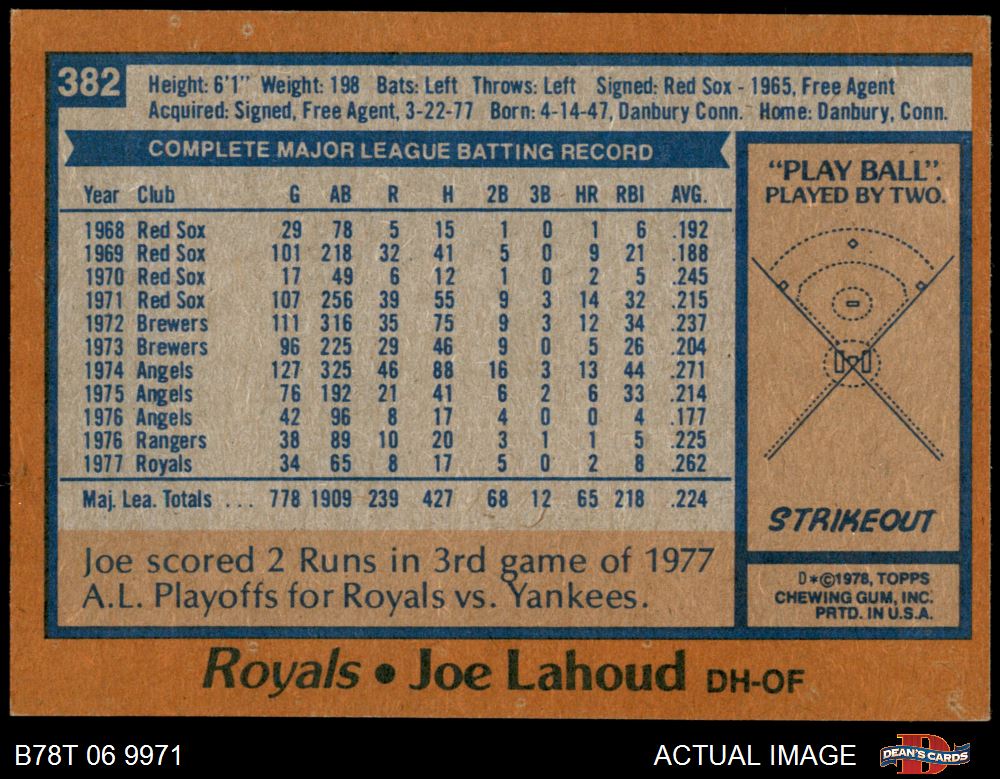 382
Height: 6'1" Weight: 198 Bats: Left Throws: Left Signed: Red Sox - 1965, Free Agent
Acquired: Signed, Free Agent, 3-22-77 Born: 4-14-47, Danbury Conn. Home: Danbury, Conn.
COMPLETE MAJOR LEAGUE BATTING RECORD
Year Club G AB R H 2B 3B HR RBI AVG.
1968 Red Sox 29 78 5 15 1 0 1 6 .192
1969 Red Sox 101 218 32 41 5 0 9 21 .188
1970 Red Sox 17 49 6 12 1 0 2 5 .245
1971 Red Sox 107 256 39 55 9 3 14 32 .215
1972 Brewers 111 316 35 75 9 3 12 34 .237
1973 Brewers 96 225 29 46 9 0 5 26 .204
1974 Angels 127 325 46 88 16 3 13 44 .271
1975 Angels 76 192 21 41 6 2 6 33 .214
1976 Angels 42 96 8 17 4 0 0 4 .177
1976 Rangers 38 89 10 20 3 1 1 5 .225
1977 Royals 34 65 8 17 5 0 2 8 .262
Maj. Lea. Totals ... 778 1909 239 427 68 12 65 218 .224
Joe scored 2 Runs in 3rd game of 1977
A.L. Playoffs for Royals vs. Yankees.
"PLAY BALL":
PLAYED BY TWO.
STRIKEOUT
D*©1978, TOPPS
CHEWING GUM, INC.
PRTD. IN U.S.A.
Royals • Joe Lahoud DH-OF
B78T 06 9971
ACTUAL IMAGE
DEAN'S CARDS